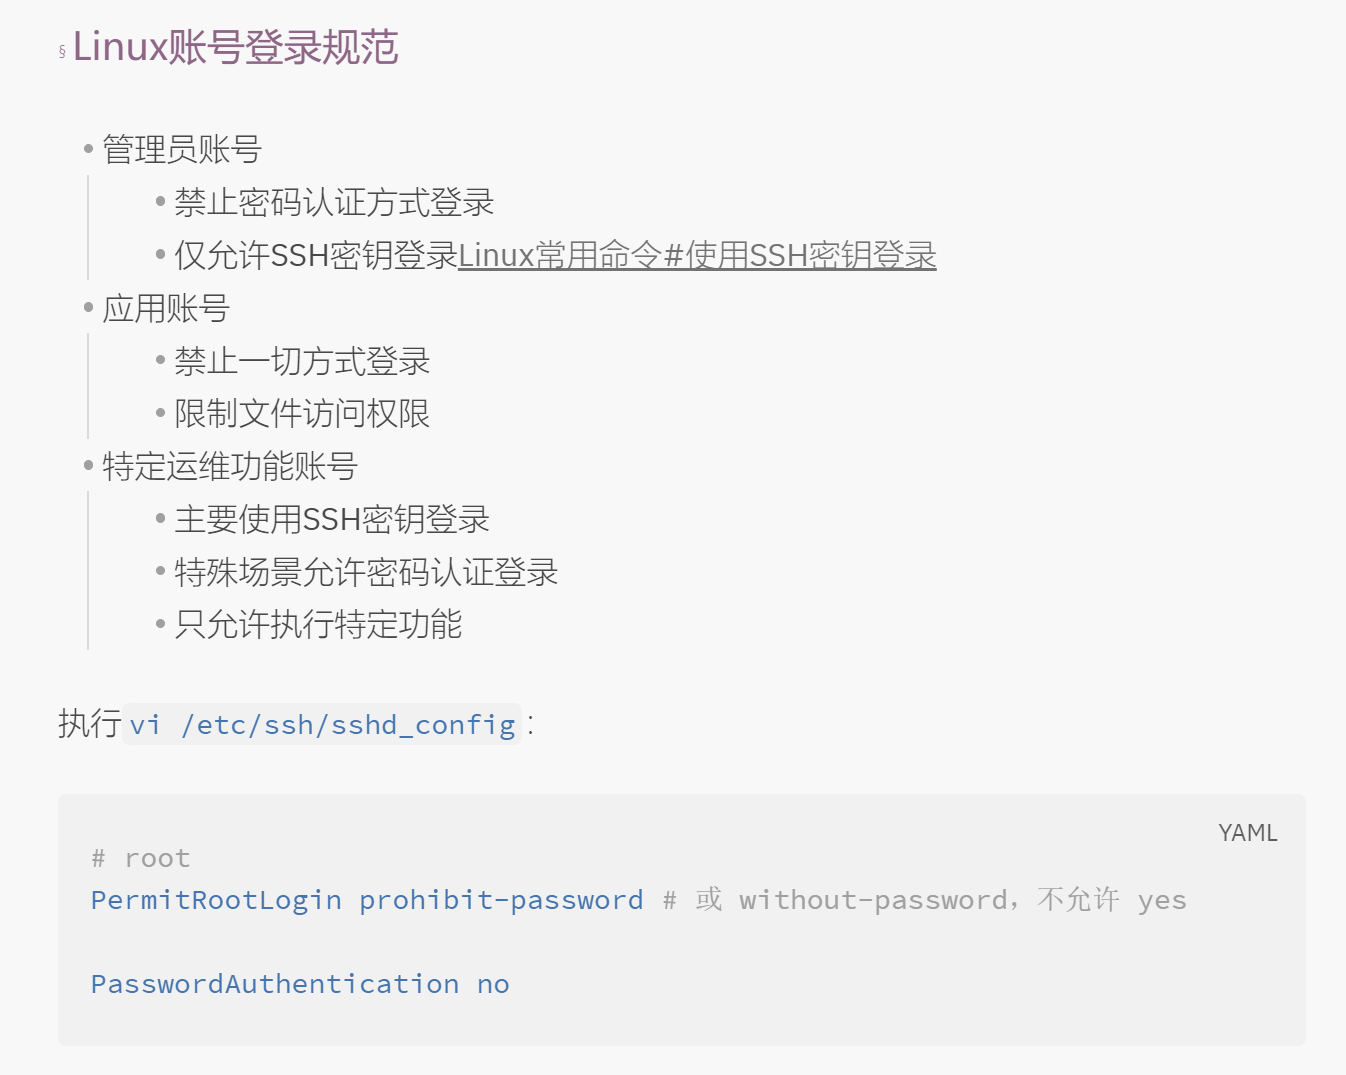 §Linux账号登录规范
• 管理员账号
• 禁止密码认证方式登录
• 仅允许SSH密钥登录Linux常用命令#使用SSH密钥登录
• 应用账号
• 禁止一切方式登录
• 限制文件访问权限
• 特定运维功能账号
• 主要使用SSH密钥登录
• 特殊场景允许密码认证登录
• 只允许执行特定功能
执行 vi /etc/ssh/sshd_config :
YAML
# root
PermitRootLogin prohibit-password # 或 without-password，不允许 yes
PasswordAuthentication no